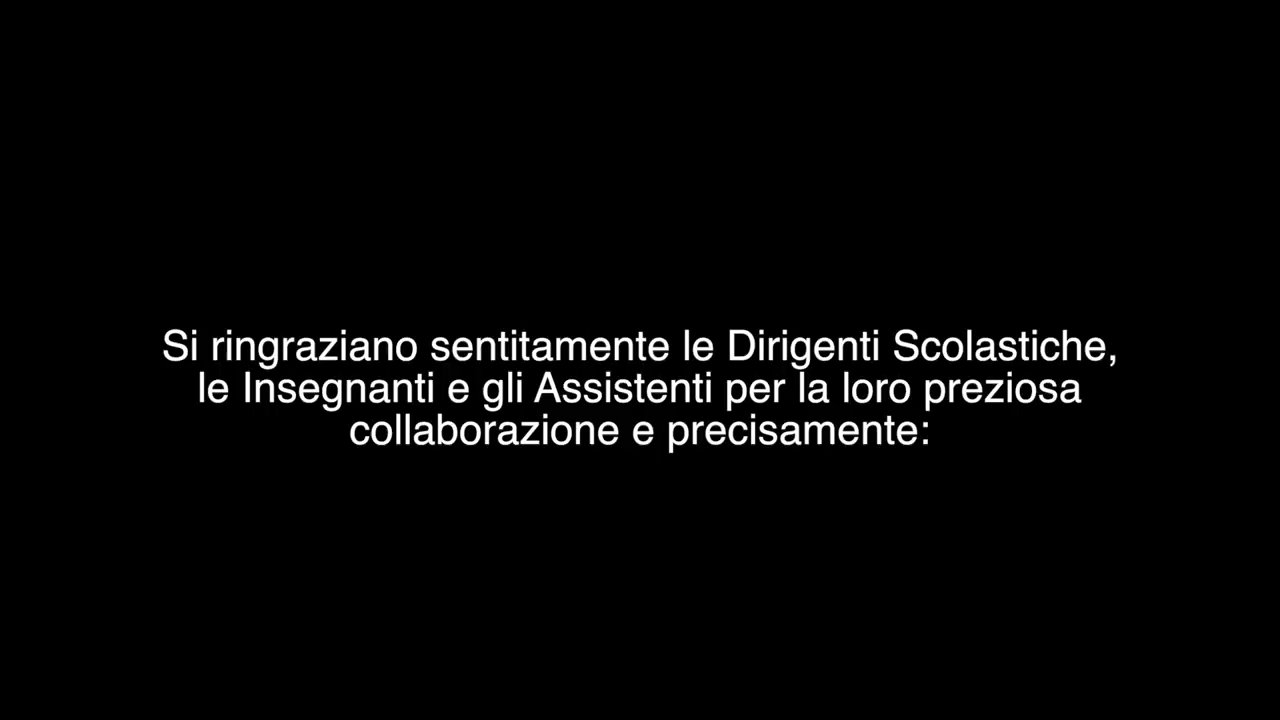 Si ringraziano sentitamente le Dirigenti Scolastiche,
le Insegnanti e gli Assistenti per la loro preziosa
collaborazione e precisamente: